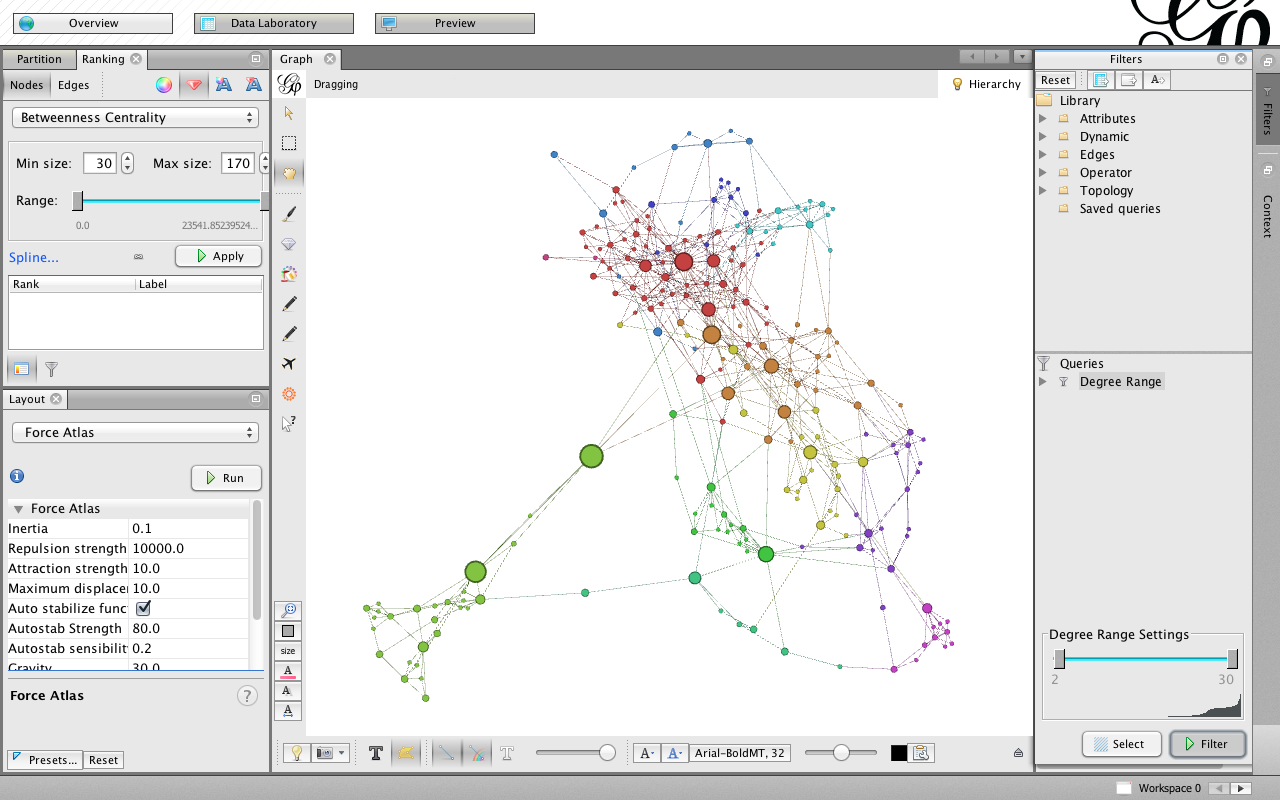 Overview
Data Laboratory
Preview
Partition
Ranking
Nodes
Edges
Betweenness Centrality
Min size:
30
Max size:
170
Range:
0.0
23541.85239524...
Spline...
Apply
Rank
Label
Layout
Force Atlas
Run
Force Atlas
Inertia
0.1
Repulsion strength
10000.0
Attraction strength
10.0
Maximum displace
10.0
Auto stabilize func
Autostab Strength
80.0
Autostab sensibilit
0.2
Gravity
30.0
Force Atlas
?
Presets...
Reset
Graph
Dragging
Hierarchy
size
A
A
A
T
T
A
A
Arial-BoldMT, 32
Filters
Reset
A
Library
Attributes
Dynamic
Edges
Operator
Topology
Saved queries
Queries
Degree Range
Degree Range Settings
2
30
Select
Filter
Filters
Context
Workspace 0